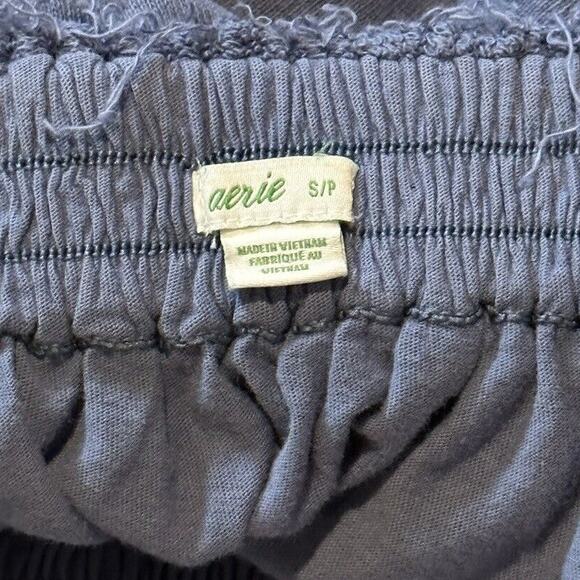 aerie S/P
MADE IN VIETNAM
FABRIQUÉ AU
VIETNAM